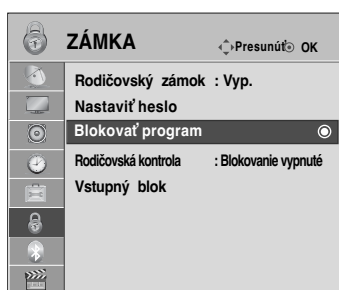 ZÁMKA
Presunúť OK
Rodičovský zámok : Vyp.
Nastaviť heslo
Blokovať program
Rodičovská kontrola : Blokovanie vypnuté
Vstupný blok